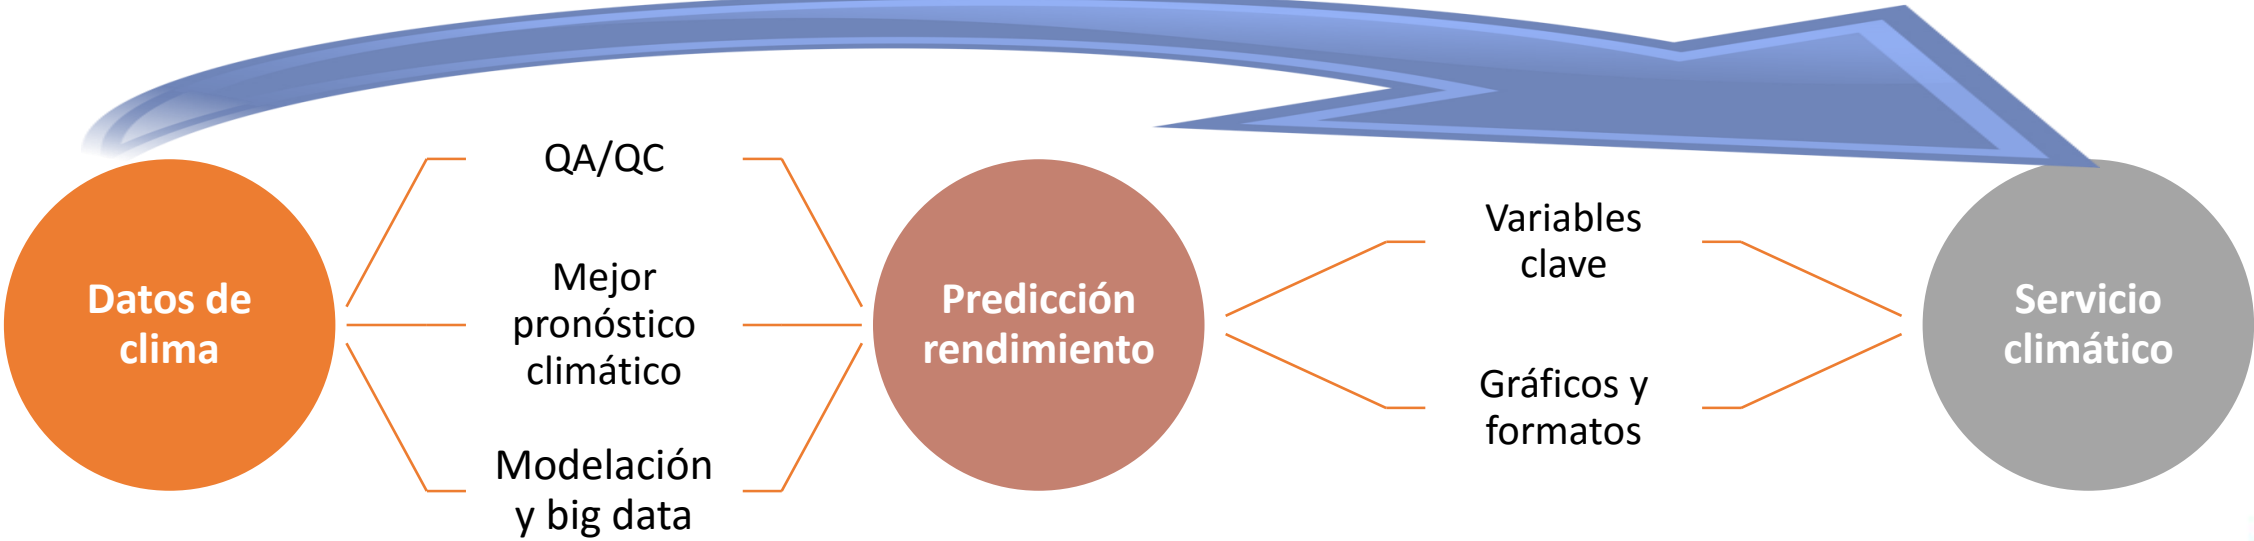 Datos de
clima
QA/QC
Mejor
pronóstico
climático
Modelación
y big data
Predicción
rendimiento
Variables
clave
Gráficos y
formatos
Servicio
climático